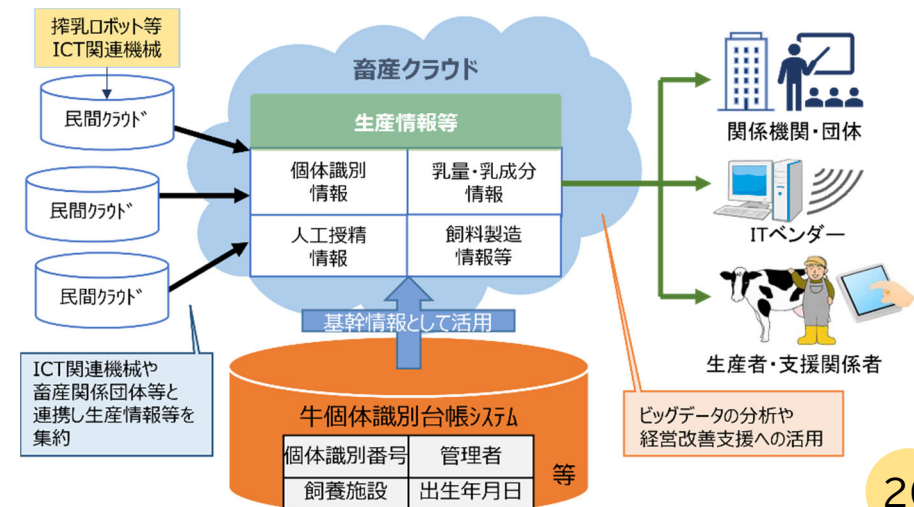 搾乳ロボット等
ICT関連機械
民間ｸﾗｳﾄﾞ
民間ｸﾗｳﾄﾞ
民間ｸﾗｳﾄﾞ
畜産クラウド
生産情報等
個体識別
情報
乳量・乳成分
情報
人工授精
情報
飼料製造
情報等
基幹情報として活用
ICT関連機械や
畜産関係団体等と
連携し生産情報等を
集約
牛個体識別台帳ｼｽﾃﾑ
個体識別番号
管理者
飼養施設
出生年月日
等
関係機関・団体
ITベンダー
生産者・支援関係者
ビッグデータの分析や
経営改善支援への活用